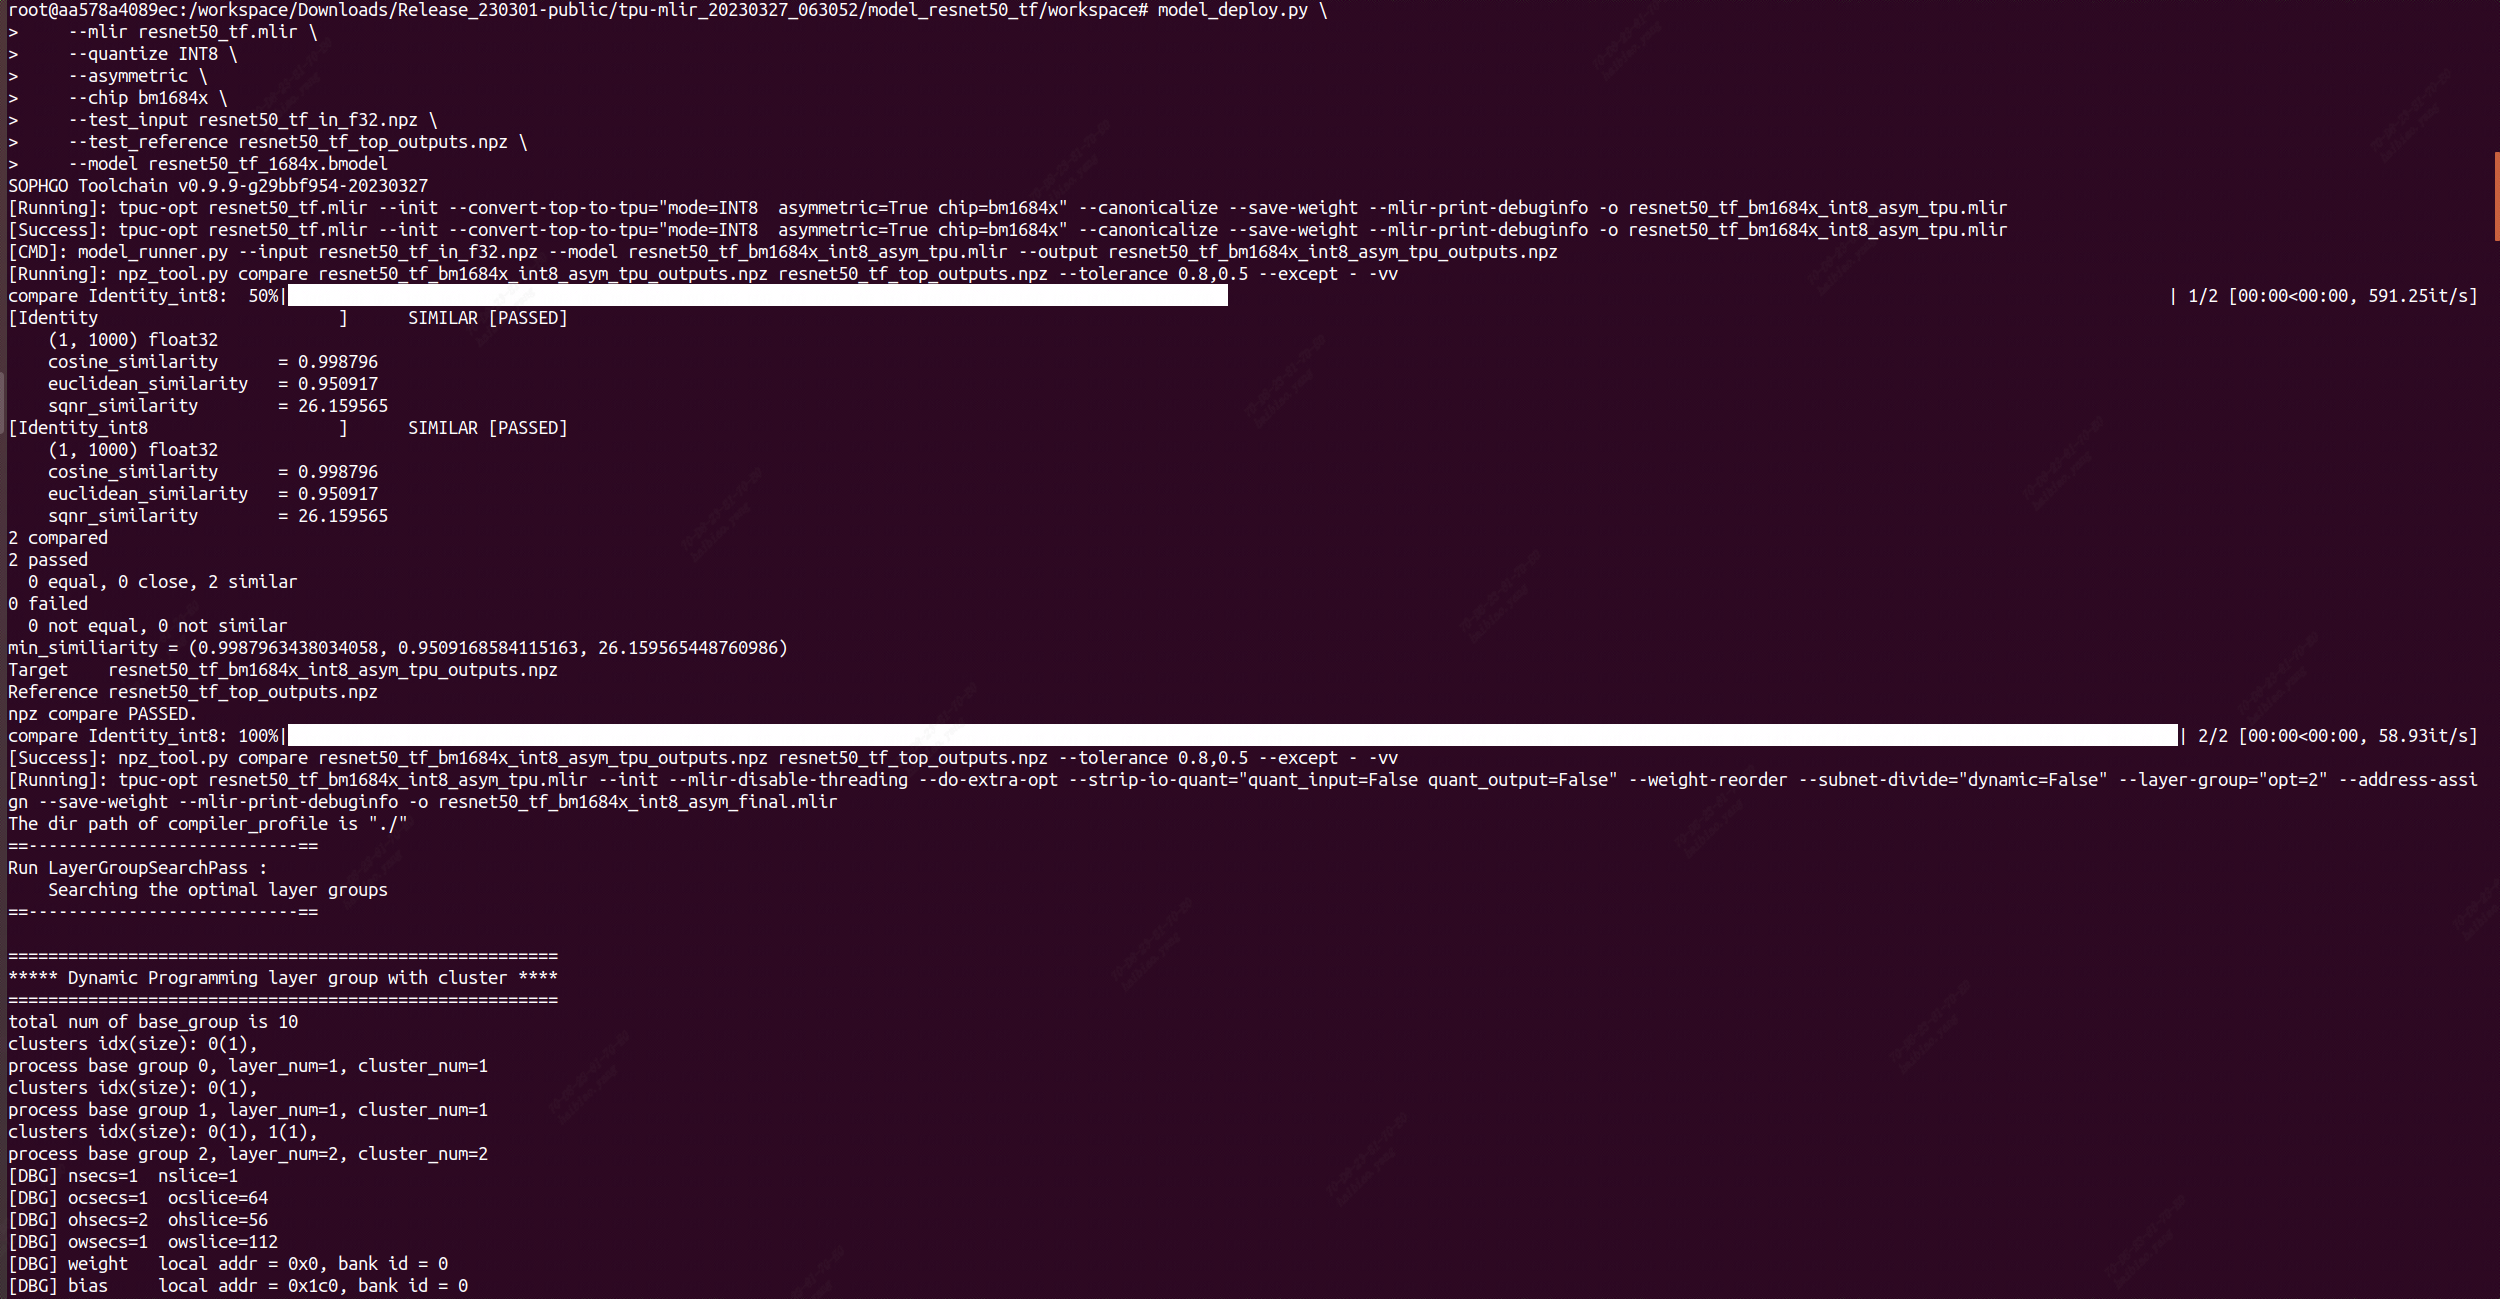 root@aa578a4089ec:/workspace/Downloads/Release_230301-public/tpu-mlir_20230327_063052/model_resnet50_tf/workspace# model_deploy.py \
>     --mlir resnet50_tf.mlir \
>     --quantize INT8 \
>     --asymmetric \
>     --chip bm1684x \
>     --test_input resnet50_tf_in_f32.npz \
>     --test_reference resnet50_tf_top_outputs.npz \
>     --model resnet50_tf_1684x.bmodel
SOPHGO Toolchain v0.9.9-g29bbf954-20230327
[Running]: tpuc-opt resnet50_tf.mlir --init --convert-top-to-tpu="mode=INT8  asymmetric=True chip=bm1684x" --canonicalize --save-weight --mlir-print-debuginfo -o resnet50_tf_bm1684x_int8_asym_tpu.mlir
[Success]: tpuc-opt resnet50_tf.mlir --init --convert-top-to-tpu="mode=INT8  asymmetric=True chip=bm1684x" --canonicalize --save-weight --mlir-print-debuginfo -o resnet50_tf_bm1684x_int8_asym_tpu.mlir
[CMD]: model_runner.py --input resnet50_tf_in_f32.npz --model resnet50_tf_bm1684x_int8_asym_tpu.mlir --output resnet50_tf_bm1684x_int8_asym_tpu_outputs.npz
[Running]: npz_tool.py compare resnet50_tf_bm1684x_int8_asym_tpu_outputs.npz resnet50_tf_top_outputs.npz --tolerance 0.8,0.5 --except - -vv
compare Identity_int8:  50%| | 1/2 [00:00<00:00, 591.25it/s]
[Identity                        ]      SIMILAR [PASSED]
    (1, 1000) float32
    cosine_similarity      = 0.998796
    euclidean_similarity   = 0.950917
    sqnr_similarity        = 26.159565
[Identity_int8                   ]      SIMILAR [PASSED]
    (1, 1000) float32
    cosine_similarity      = 0.998796
    euclidean_similarity   = 0.950917
    sqnr_similarity        = 26.159565
2 compared
2 passed
  0 equal, 0 close, 2 similar
0 failed
  0 not equal, 0 not similar
min_similiarity = (0.9987963438034058, 0.9509168584115163, 26.159565448760986)
Target    resnet50_tf_bm1684x_int8_asym_tpu_outputs.npz
Reference resnet50_tf_top_outputs.npz
npz compare PASSED.
compare Identity_int8: 100%| | 2/2 [00:00<00:00, 58.93it/s]
[Success]: npz_tool.py compare resnet50_tf_bm1684x_int8_asym_tpu_outputs.npz resnet50_tf_top_outputs.npz --tolerance 0.8,0.5 --except - -vv
[Running]: tpuc-opt resnet50_tf_bm1684x_int8_asym_tpu.mlir --init --mlir-disable-threading --do-extra-opt --strip-io-quant="quant_input=False quant_output=False" --weight-reorder --subnet-divide="dynamic=False" --layer-group="opt=2" --address-assi
gn --save-weight --mlir-print-debuginfo -o resnet50_tf_bm1684x_int8_asym_final.mlir
The dir path of compiler_profile is "./"
==---------------------------==
Run LayerGroupSearchPass :
    Searching the optimal layer groups
==---------------------------==
=======================================================
***** Dynamic Programming layer group with cluster ****
=======================================================
total num of base_group is 10
clusters idx(size): 0(1),
process base group 0, layer_num=1, cluster_num=1
clusters idx(size): 0(1),
process base group 1, layer_num=1, cluster_num=1
clusters idx(size): 0(1), 1(1),
process base group 2, layer_num=2, cluster_num=2
[DBG] nsecs=1  nslice=1
[DBG] ocsecs=1  ocslice=64
[DBG] ohsecs=2  ohslice=56
[DBG] owsecs=1  owslice=112
[DBG] weight   local addr = 0x0, bank id = 0
[DBG] bias     local addr = 0x1c0, bank id = 0